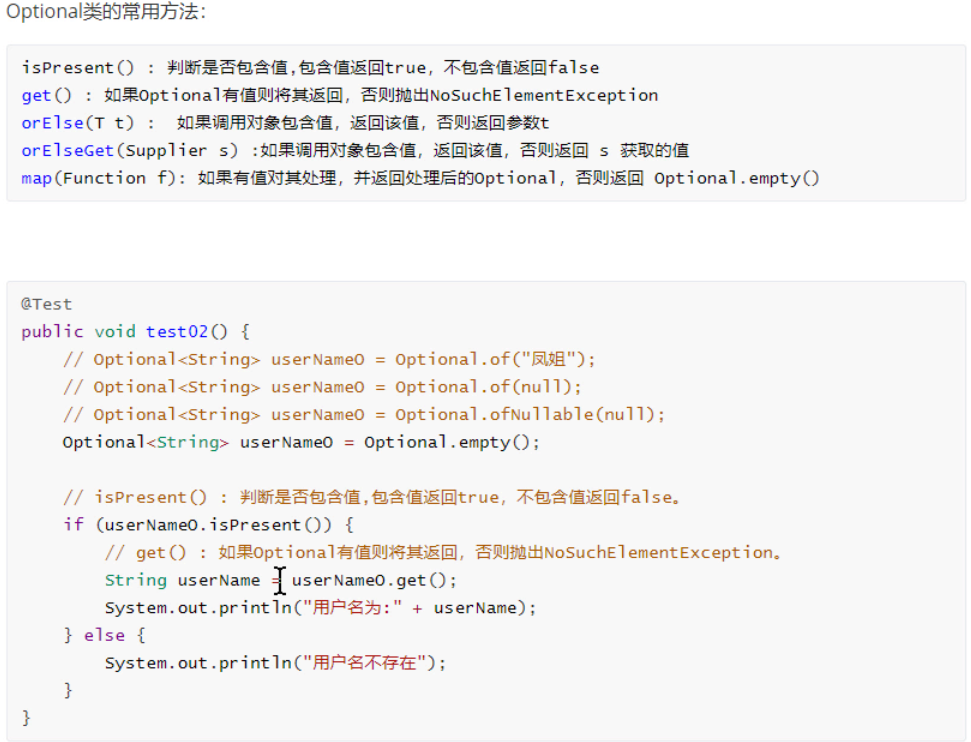 Optional类的常用方法：
isPresent() : 判断是否包含值,包含值返回true，不包含值返回false
get() : 如果Optional有值则将其返回，否则抛出NoSuchElementException
orElse(T t) :  如果调用对象包含值，返回该值，否则返回参数t
orElseGet(Supplier s) :如果调用对象包含值，返回该值，否则返回 s 获取的值
map(Function f): 如果有值对其处理，并返回处理后的Optional，否则返回 Optional.empty()
@Test
public void test02() {
    // Optional<String> userNameO = Optional.of("凤姐");
    // Optional<String> userNameO = Optional.of(null);
    // Optional<String> userNameO = Optional.ofNullable(null);
    Optional<String> userNameO = Optional.empty();
    // isPresent() : 判断是否包含值,包含值返回true，不包含值返回false。
    if (userNameO.isPresent()) {
        // get() : 如果Optional有值则将其返回，否则抛出NoSuchElementException。
        String userName = userNameO.get();
        System.out.println("用户名为:" + userName);
    } else {
        System.out.println("用户名不存在");
    }
}